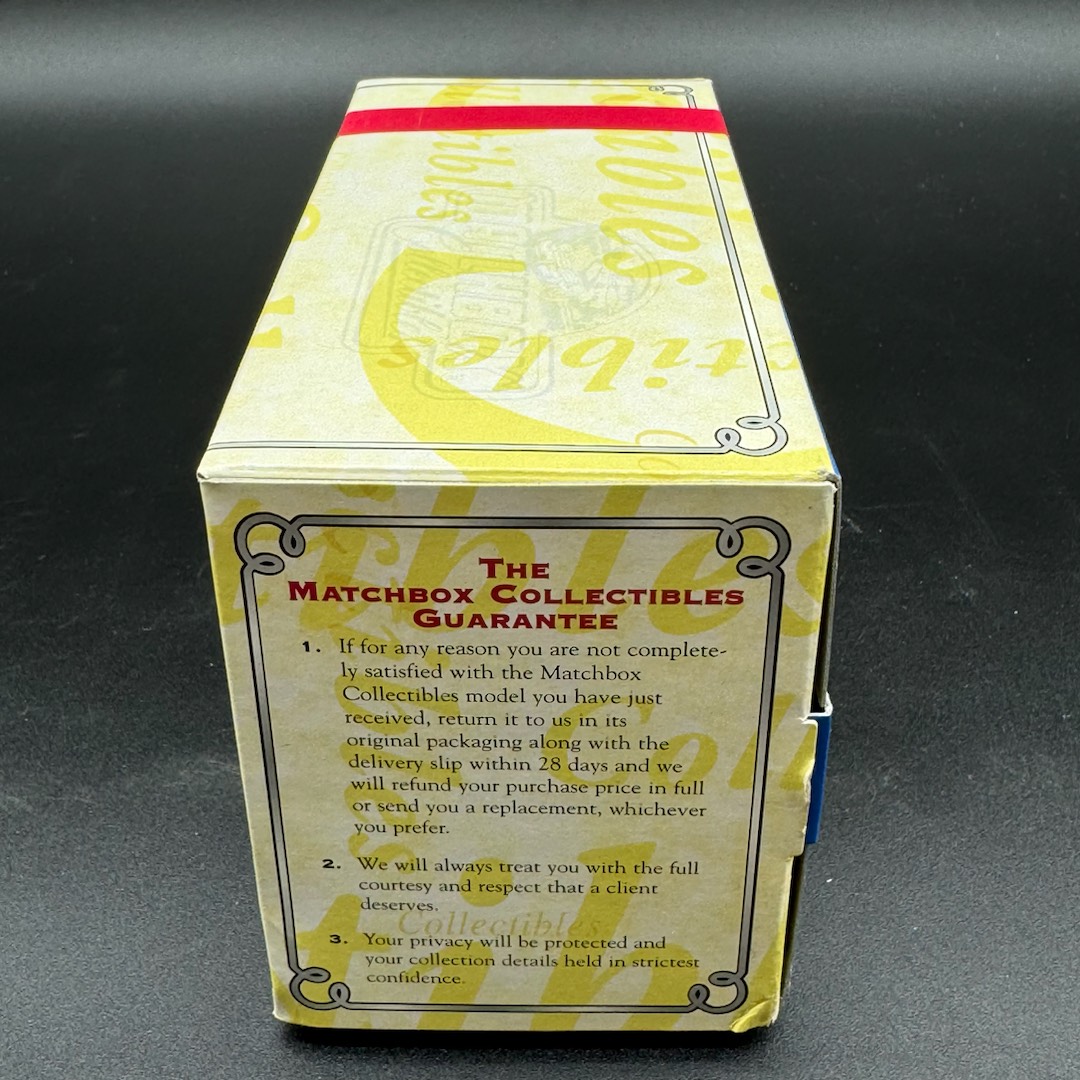 THE
MATCHBOX COLLECTIBLES
GUARANTEE
1. If for any reason you are not complete-
ly satisfied with the Matchbox
Collectibles model you have just
received, return it to us in its
original packaging along with the
delivery slip within 28 days and we
will refund your purchase price in full
or send you a replacement, whichever
you prefer.
2. We will always treat you with the full
courtesy and respect that a client
deserves.
Collectibles
3. Your privacy will be protected and
your collection details held in strictest
confidence.